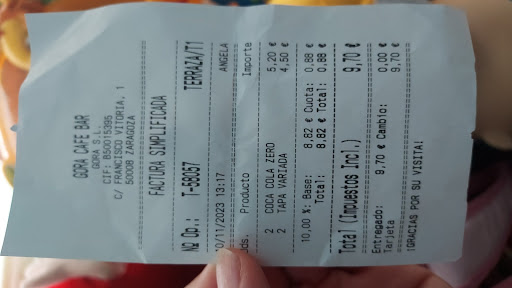 GORA CAFE BAR
GORA S.L.
CIF: B50015395
C/ FRANCISCO VITORIA, 1
50008 ZARAGOZA
FACTURA SIMPLIFICADA
Nº Op.: T-58057 TERRAZA/T1
0/11/2023 13:17 ANGELA
Uds. Producto Importe
2 COCA COLA ZERO 5,20 €
2 TAPA VARIADA 4,50 €
10,00 %: Base: 8,82 € Cuota: 0,88 €
Total: 8,82 € Total: 0,88 €
Total (Impuestos Incl.) 9,70 €
Entregado: 9,70 € Cambio: 0,00 €
Tarjeta 9,70 €
¡GRACIAS POR SU VISITA!